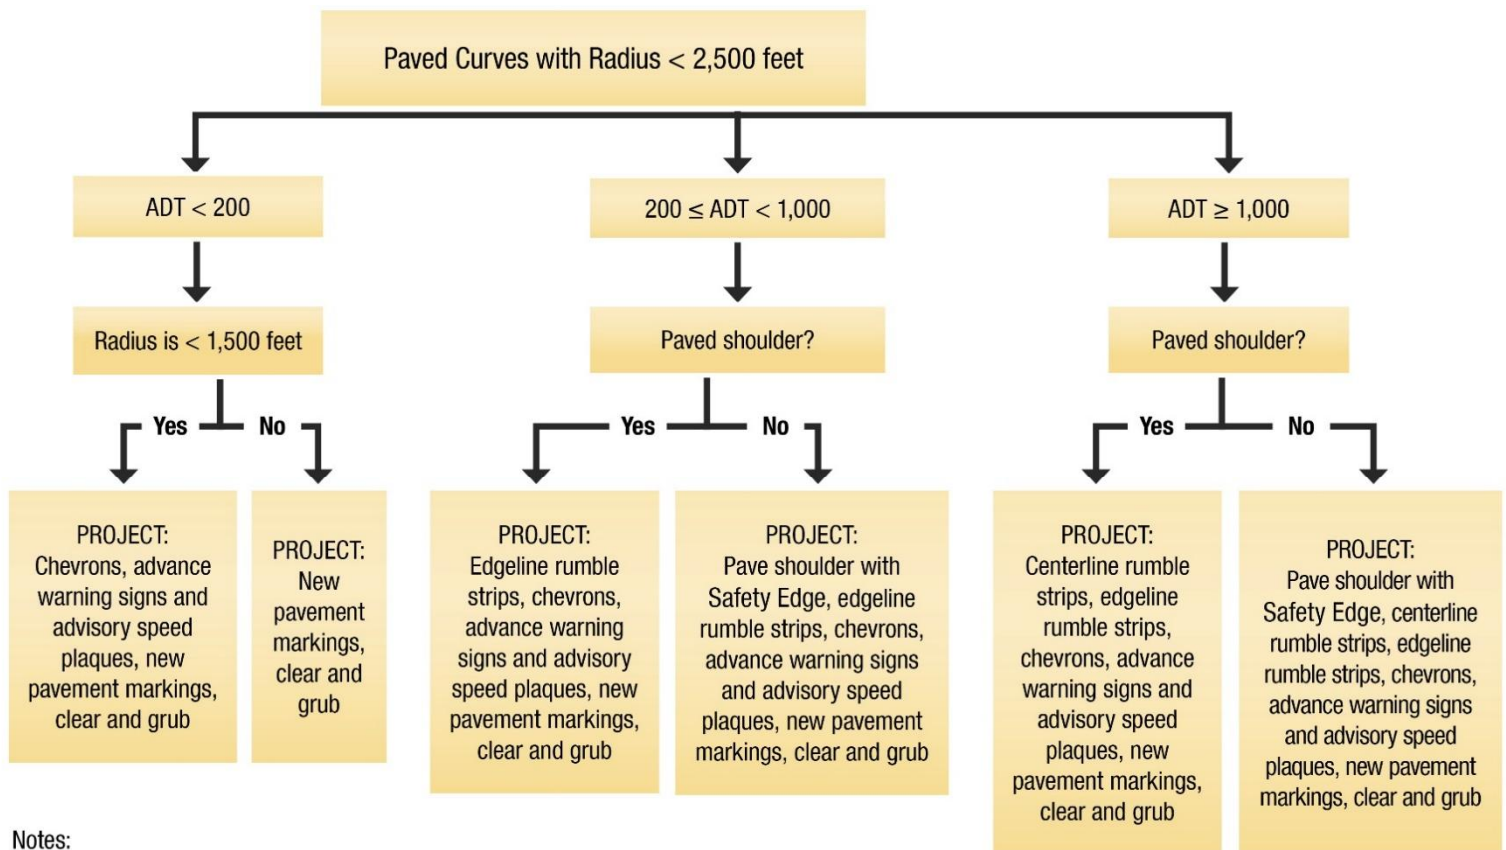 Paved Curves with Radius < 2,500 feet
ADT < 200
200 ≤ ADT < 1,000
ADT ≥ 1,000
Radius is < 1,500 feet
Paved shoulder?
Paved shoulder?
Yes
No
Yes
No
Yes
No
PROJECT:
Chevrons, advance
warning signs and
advisory speed
plaques, new
pavement markings,
clear and grub
PROJECT:
New
pavement
markings,
clear and
grub
PROJECT:
Edgeline rumble
strips, chevrons,
advance warning
signs and advisory
speed plaques, new
pavement markings,
clear and grub
PROJECT:
Pave shoulder with
Safety Edge, edgeline
rumble strips, chevrons,
advance warning signs
and advisory speed
plaques, new pavement
markings, clear and grub
PROJECT:
Centerline rumble
strips, edgeline
rumble strips,
chevrons, advance
warning signs and
advisory speed
plaques, new
pavement markings,
clear and grub
PROJECT:
Pave shoulder with
Safety Edge, centerline
rumble strips, edgeline
rumble strips, chevrons,
advance warning signs
and advisory speed
plaques, new pavement
markings, clear and grub
Notes: